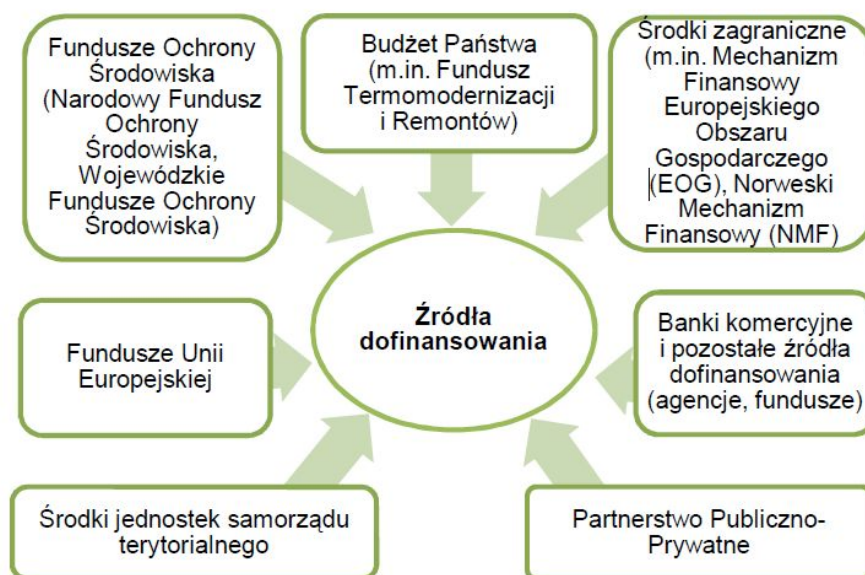 Fundusze Ochrony
Środowiska
(Narodowy Fundusz
Ochrony
Środowiska,
Wojewódzkie
Fundusze Ochrony
Środowiska)
Budżet Państwa
(m.in. Fundusz
Termomodernizacji
i Remontów)
Środki zagraniczne
(m.in. Mechanizm
Finansowy
Europejskiego
Obszaru
Gospodarczego
(EOG), Norweski
Mechanizm
Finansowy (NMF)
Źródła
dofinansowania
Fundusze Unii
Europejskiej
Banki komercyjne
i pozostałe źródła
dofinansowania
(agencje, fundusze)
Środki jednostek samorządu
terytorialnego
Partnerstwo Publiczno-
Prywatne